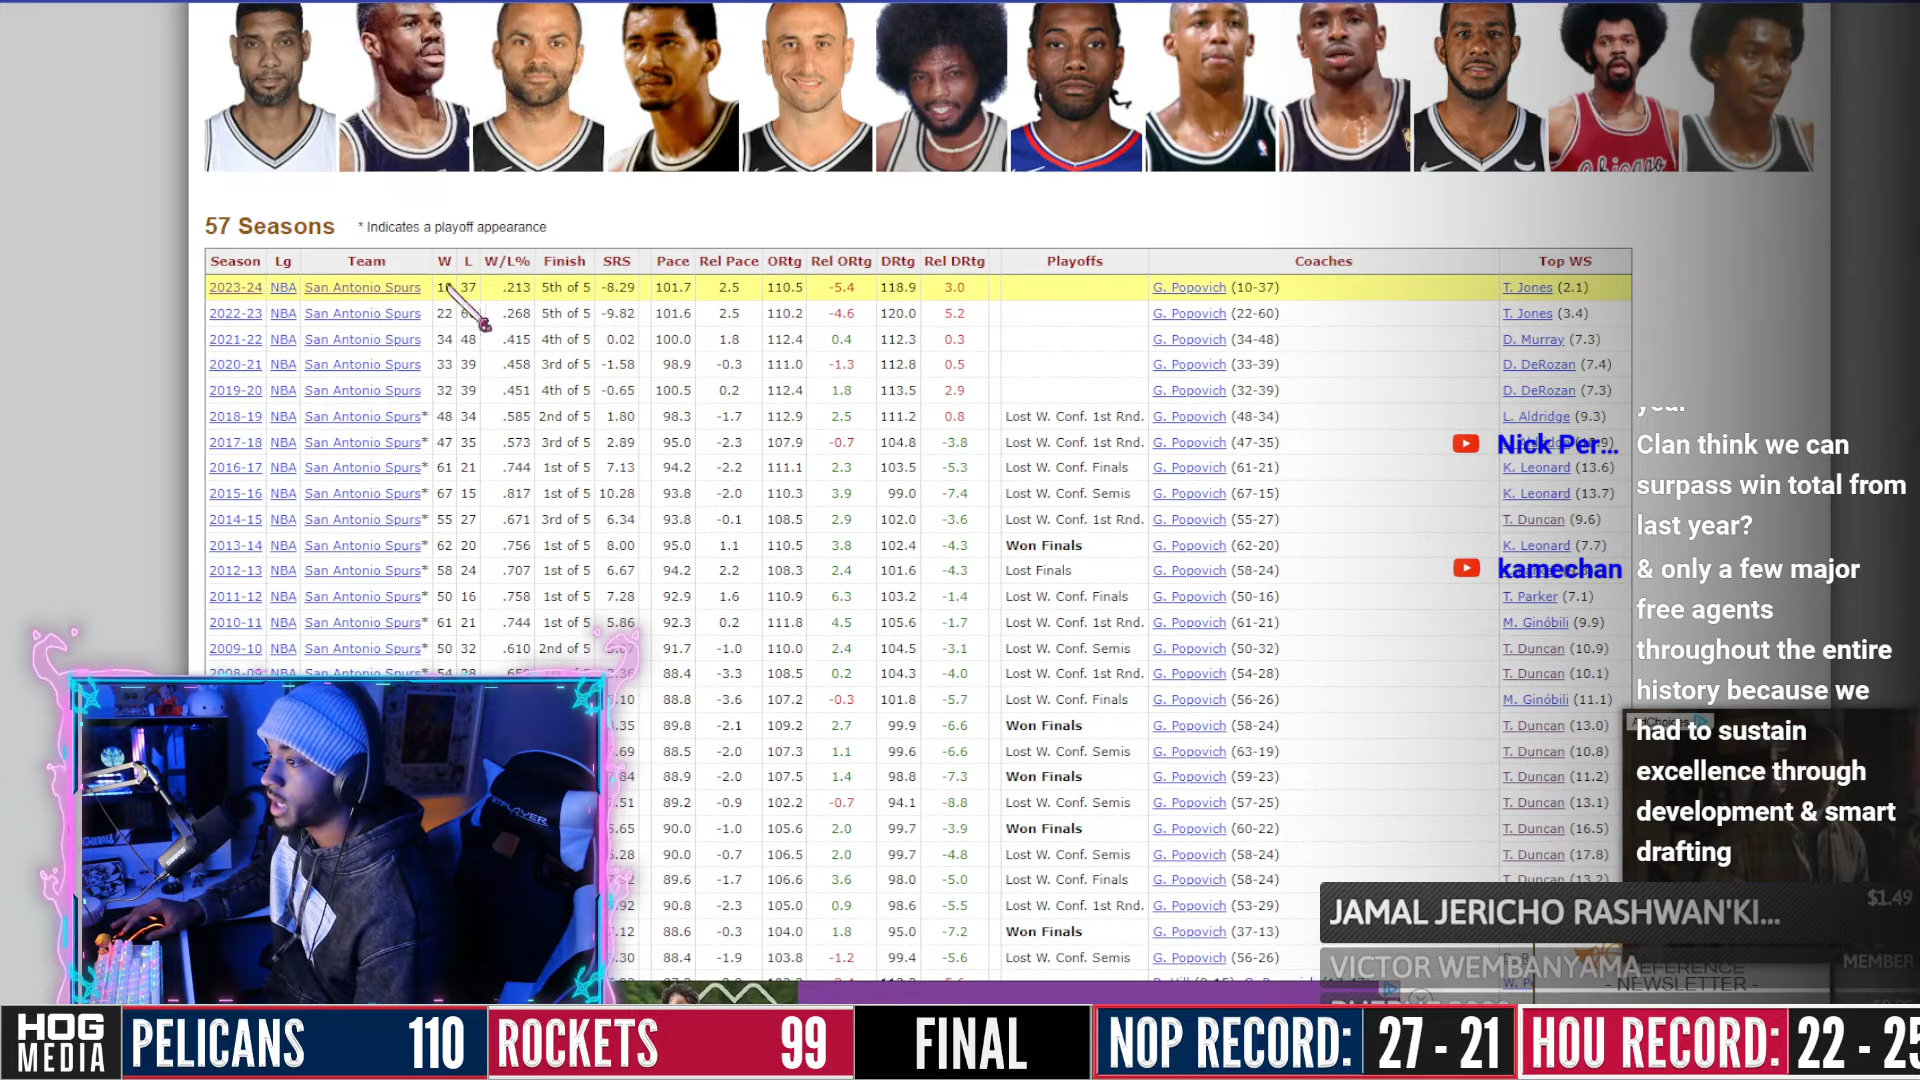 57 Seasons * Indicates a playoff appearance
Season Lg Team W L W/L% Finish SRS Pace Rel Pace ORtg Rel ORtg DRtg Rel DRtg Playoffs Coaches Top WS
2023-24 NBA San Antonio Spurs 37 .213 5th of 5 -8.29 101.7 2.5 110.5 -5.4 118.9 3.0 G. Popovich (10-37) T. Jones (2.1)
2022-23 NBA San Antonio Spurs 22 .268 5th of 5 -9.82 101.6 2.5 110.2 -4.6 120.0 5.2 G. Popovich (22-60) T. Jones (3.4)
2021-22 NBA San Antonio Spurs 34 48 .415 4th of 5 0.02 100.0 1.8 112.4 0.4 112.3 0.3 G. Popovich (34-48) D. Murray (7.3)
2020-21 NBA San Antonio Spurs 33 39 .458 3rd of 5 -1.58 98.9 -0.3 111.0 -1.3 112.8 0.5 G. Popovich (33-39) D. DeRozan (7.4)
2019-20 NBA San Antonio Spurs 32 39 .451 4th of 5 -0.65 100.5 0.2 112.4 1.8 113.5 2.9 G. Popovich (32-39) D. DeRozan (7.3)
2018-19 NBA San Antonio Spurs* 48 34 .585 2nd of 5 1.80 98.3 -1.7 112.9 2.5 111.2 0.8 Lost W. Conf. 1st Rnd. G. Popovich (48-34) L. Aldridge (9.3)
2017-18 NBA San Antonio Spurs* 47 35 .573 3rd of 5 2.89 95.0 -2.3 107.9 -0.7 104.8 -3.8 Lost W. Conf. 1st Rnd. G. Popovich (47-35)
2016-17 NBA San Antonio Spurs* 61 21 .744 1st of 5 7.13 94.2 -2.2 111.1 2.3 103.5 -5.3 Lost W. Conf. Finals G. Popovich (61-21) K. Leonard (13.6)
2015-16 NBA San Antonio Spurs* 67 15 .817 1st of 5 10.28 93.8 -2.0 110.3 3.9 99.0 -7.4 Lost W. Conf. Semis G. Popovich (67-15) K. Leonard (13.7)
2014-15 NBA San Antonio Spurs* 55 27 .671 3rd of 5 6.34 93.8 -0.1 108.5 2.9 102.0 -3.6 Lost W. Conf. 1st Rnd. G. Popovich (55-27) T. Duncan (9.6)
2013-14 NBA San Antonio Spurs* 62 20 .756 1st of 5 8.00 95.0 1.1 110.5 3.8 102.4 -4.3 Won Finals G. Popovich (62-20) K. Leonard (7.7)
2012-13 NBA San Antonio Spurs* 58 24 .707 1st of 5 6.67 94.2 2.2 108.3 2.4 101.6 -4.3 Lost Finals G. Popovich (58-24)
2011-12 NBA San Antonio Spurs* 50 16 .758 1st of 5 7.28 92.9 1.6 110.9 6.3 103.2 -1.4 Lost W. Conf. Finals G. Popovich (50-16) T. Parker (7.1)
2010-11 NBA San Antonio Spurs* 61 21 .744 1st of 5 5.86 92.3 0.2 111.8 4.5 105.6 -1.7 Lost W. Conf. 1st Rnd. G. Popovich (61-21) M. Ginóbili (9.9)
2009-10 NBA San Antonio Spurs* 50 32 .610 2nd of 5 91.7 -1.0 110.0 2.4 104.5 -3.1 Lost W. Conf. Semis G. Popovich (50-32) T. Duncan (10.9)
2008-09 NBA San Antonio Spurs* 54 28 88.4 -3.3 108.5 0.2 104.3 -4.0 Lost W. Conf. 1st Rnd. G. Popovich (54-28) T. Duncan (10.1)
.10 88.8 -3.6 107.2 -0.3 101.8 -5.7 Lost W. Conf. Finals G. Popovich (56-26) M. Ginóbili (11.1)
.35 89.8 -2.1 109.2 2.7 99.9 -6.6 Won Finals G. Popovich (58-24) T. Duncan (13.0)
.69 88.5 -2.0 107.3 1.1 99.6 -6.6 Lost W. Conf. Semis G. Popovich (63-19) T. Duncan (10.8)
.84 88.9 -2.0 107.5 1.4 98.8 -7.3 Won Finals G. Popovich (59-23) T. Duncan (11.2)
.51 89.2 -0.9 102.2 -0.7 94.1 -8.8 Lost W. Conf. Semis G. Popovich (57-25) T. Duncan (13.1)
.65 90.0 -1.0 105.6 2.0 99.7 -3.9 Won Finals G. Popovich (60-22) T. Duncan (16.5)
.28 90.0 -0.7 106.5 2.0 99.7 -4.8 Lost W. Conf. Semis G. Popovich (58-24) T. Duncan (17.8)
89.6 -1.7 106.6 3.6 98.0 -5.0 Lost W. Conf. Finals G. Popovich (58-24) T. Duncan (13.2)
.92 90.8 -2.3 105.0 0.9 98.6 -5.5 Lost W. Conf. 1st Rnd. G. Popovich (53-29)
.12 88.6 -0.3 104.0 1.8 95.0 -7.2 Won Finals G. Popovich (37-13)
.30 88.4 -1.9 103.8 -1.2 99.4 -5.6 Lost W. Conf. Semis G. Popovich (56-26)
year.
Nick Per... Clan think we can
surpass win total from
last year?
kamechan & only a few major
free agents
throughout the entire
history because we
had to sustain
excellence through
development & smart
drafting
AdChoices
JAMAL JERICHO RASHWAN'KI... $1.49
VICTOR WEMBANYAMA MEMBER
- NEWSLETTER -
Chicago
HOG
MEDIA
PELICANS 110 ROCKETS 99 FINAL NOP RECORD: 27 - 21 HOU RECORD: 22 - 25